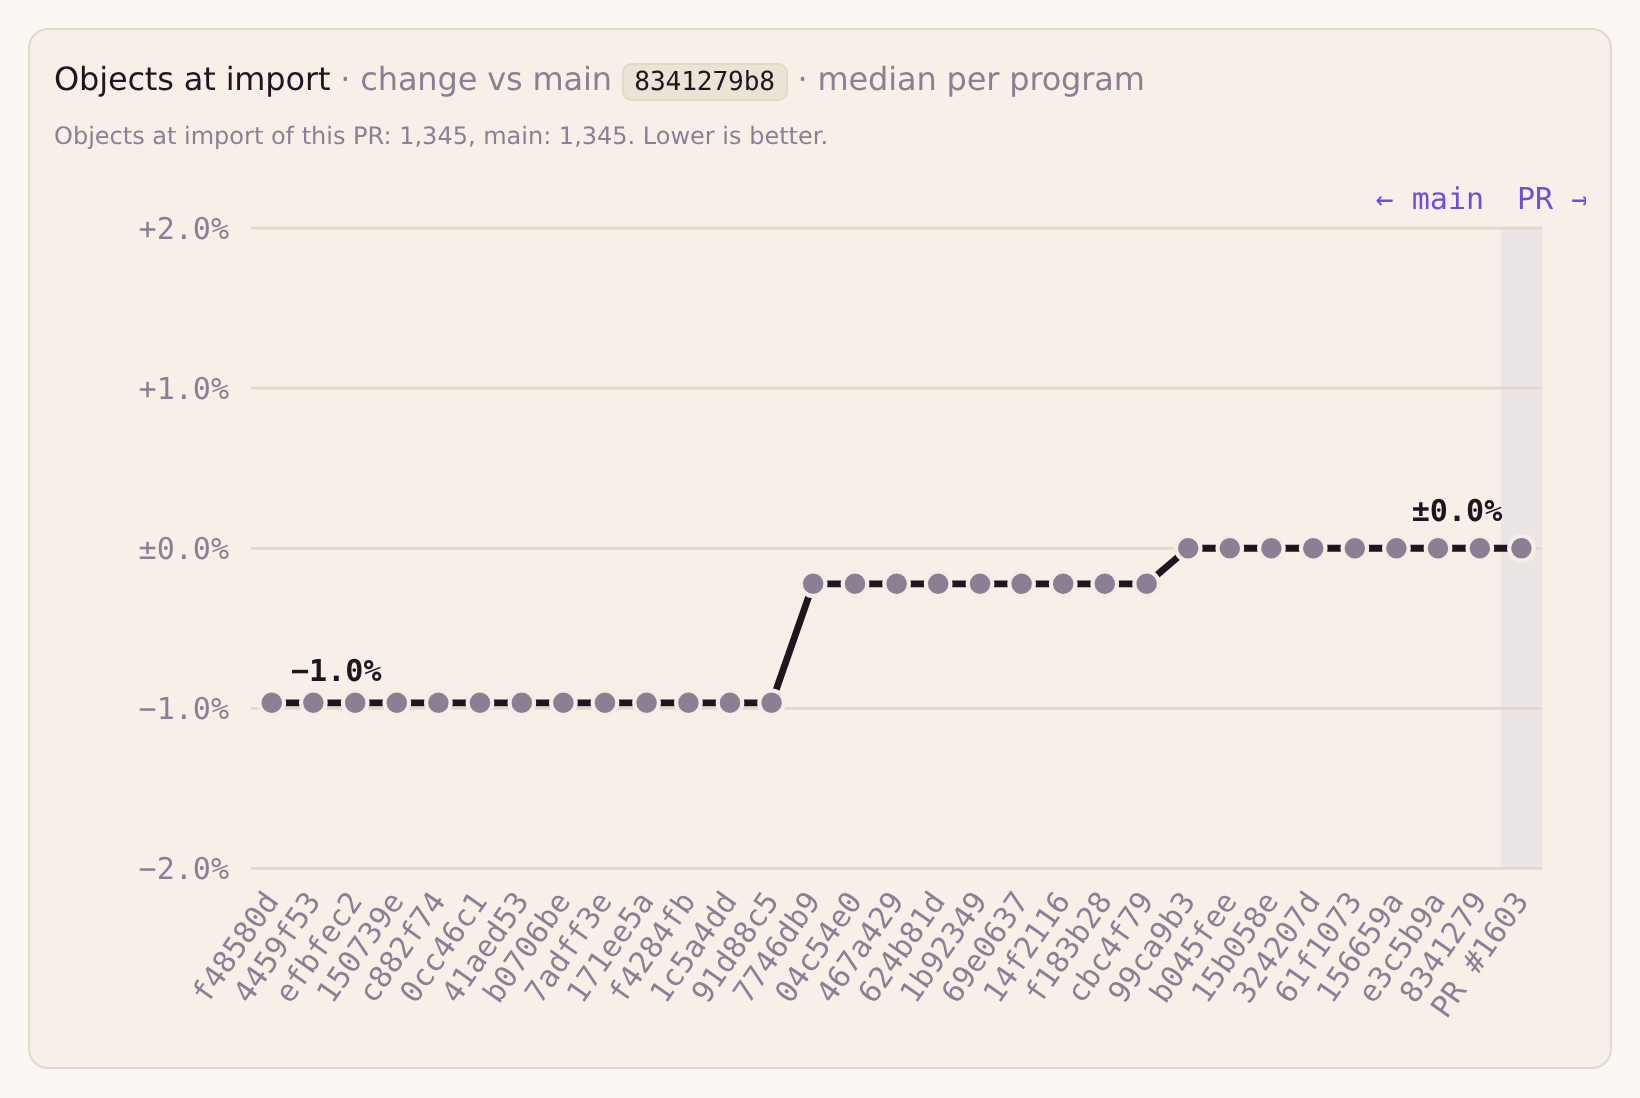 Objects at import · change vs main 8341279b8 · median per program
Objects at import of this PR: 1,345, main: 1,345. Lower is better.
← main PR →
+2.0%
+1.0%
±0.0%
−1.0%
−2.0%
±0.0%
−1.0%
f48580d
4459f53
efbfec2
150739e
c882f74
0cc46c1
41aed53
b0706be
7adff3e
171ee5a
f4284fb
1c5a4dd
91d88c5
7746db9
04c54e0
467a429
624b81d
1b92349
69e0637
14f2116
f183b28
cbc4f79
99ca9b3
b045fee
15b058e
324207d
61f1073
156659a
e3c5b9a
8341279
PR #1603